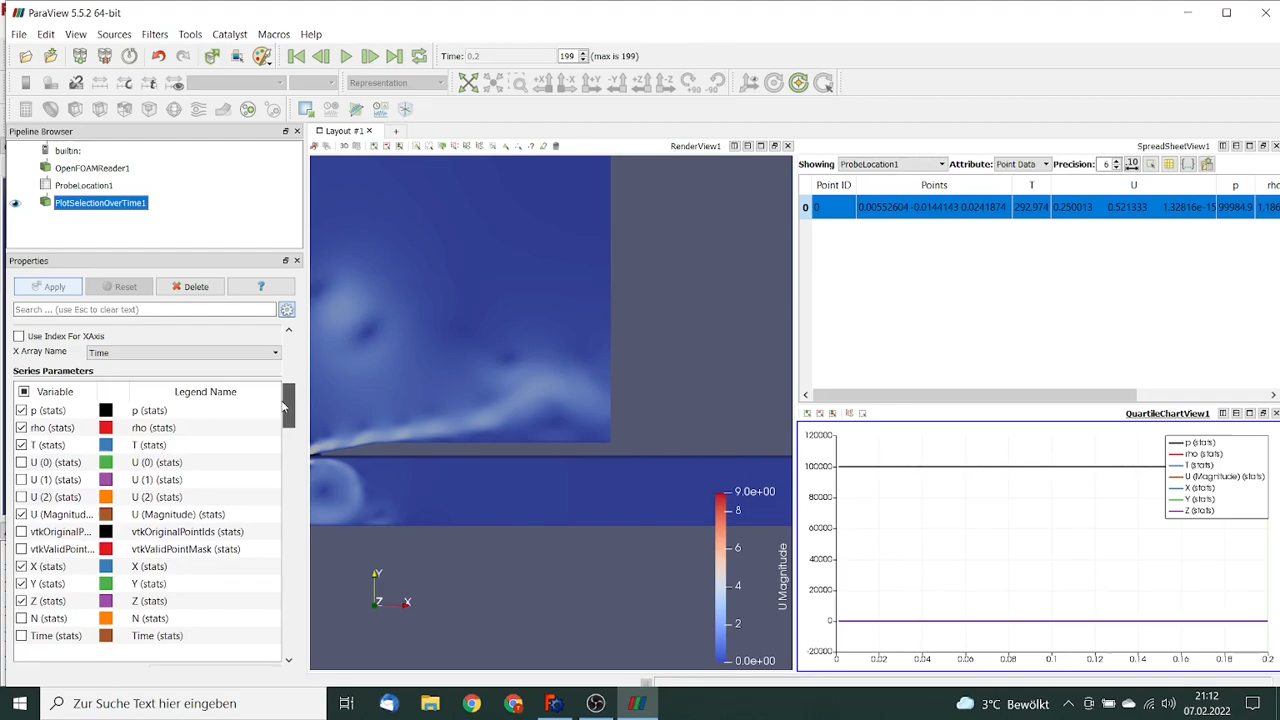 ParaView 5.5.2 64-bit
File Edit View Sources Filters Tools Catalyst Macros Help
Time: 0.2 199 (max is 199)
Representation
+X -X +Y -Y +Z -Z +90 -90
Pipeline Browser
Layout #1
builtin:
OpenFOAMReader1
ProbeLocation1
PlotSelectionOverTime1
3D
RenderView1
SpreadSheetView1
Showing ProbeLocation1 Attribute: Point Data Precision: 6
Point ID Points T U p rho
0 0 0.00552604 -0.0144143 0.0241874 292.974 0.250013 0.521333 1.32816e-15 99984.9 1.186
Properties
Apply Reset Delete ?
Search ... (use Esc to clear text)
Use Index For XAxis
X Array Name Time
Series Parameters
Variable Legend Name
p (stats) p (stats)
rho (stats) rho (stats)
T (stats) T (stats)
U (0) (stats) U (0) (stats)
U (1) (stats) U (1) (stats)
U (2) (stats) U (2) (stats)
U (Magnitud... U (Magnitude) (stats)
vtkOriginalP... vtkOriginalPointIds (stats)
vtkValidPoint... vtkValidPointMask (stats)
X (stats) X (stats)
Y (stats) Y (stats)
Z (stats) Z (stats)
N (stats) N (stats)
Time (stats) Time (stats)
Y
Z
X
9.0e+00
8
6
4
2
0.0e+00
U Magnitude
QuartileChartView1
120000
100000
80000
60000
40000
20000
0
-20000
0 0.02 0.04 0.06 0.08 0.1 0.12 0.14 0.16 0.18 0.2
p (stats)
rho (stats)
T (stats)
U (Magnitude) (stats)
X (stats)
Y (stats)
Z (stats)
Zur Suche Text hier eingeben
3°C Bewölkt
21:12
07.02.2022